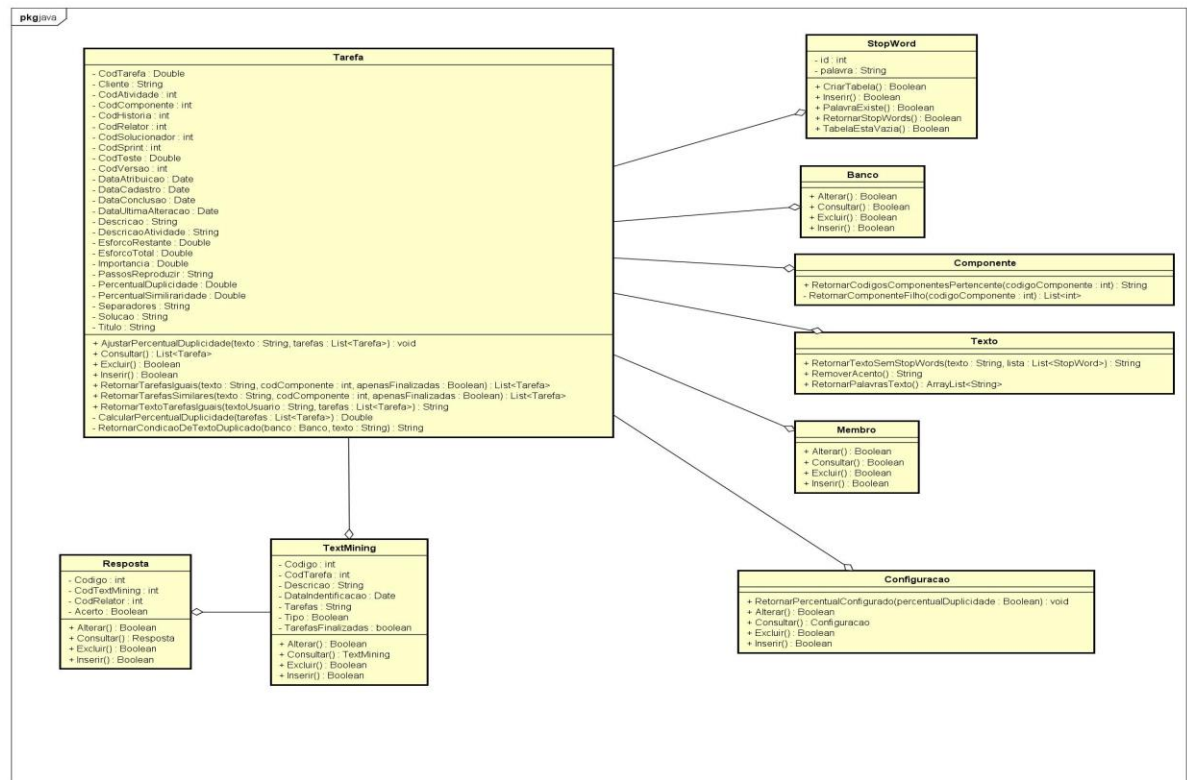 pkg java
Tarefa
- CodTarefa : Double
- Cliente : String
- CodAtividade : int
- CodComponente : int
- CodHistoria : int
- CodRelator : int
- CodSolucionador : int
- CodSprint : int
- CodTeste : Double
- CodVersao : int
- DataAtribuicao : Date
- DataCadastro : Date
- DataConclusao : Date
- DataUltimaAlteracao : Date
- Descricao : String
- DescricaoAtividade : String
- EsforcoRestante : Double
- EsforcoTotal : Double
- Importancia : Double
- PassosReproduzir : String
- PercentualDuplicidade : Double
- PercentualSimiliraridade : Double
- Separadores : String
- Solucao : String
- Titulo : String
+ AjustarPercentualDuplicidade(texto : String, tarefas : List<Tarefa>) : void
+ Consultar() : List<Tarefa>
+ Excluir() : Boolean
+ Inserir() : Boolean
+ RetornarTarefasIguais(texto : String, codComponente : int, apenasFinalizadas : Boolean) : List<Tarefa>
+ RetornarTarefasSimilares(texto : String, codComponente : int, apenasFinalizadas : Boolean) : List<Tarefa>
+ RetornarTextoTarefasIguais(textoUsuario : String, tarefas : List<Tarefa>) : String
- CalcularPercentualDuplicidade(tarefas : List<Tarefa>) : Double
- RetornarCondicaoDeTextoDuplicado(banco : Banco, texto : String) : String
StopWord
- id : int
- palavra : String
+ CriarTabela() : Boolean
+ Inserir() : Boolean
+ PalavraExiste() : Boolean
+ RetornarStopWords() : Boolean
+ TabelaEstaVazia() : Boolean
Banco
+ Alterar() : Boolean
+ Consultar() : Boolean
+ Excluir() : Boolean
+ Inserir() : Boolean
Componente
+ RetornarCodigosComponentesPertencente(codigoComponente : int) : String
- RetornarComponenteFilho(codigoComponente : int) : List<int>
Texto
+ RetornarTextoSemStopWords(texto : String, lista : List<StopWord>) : String
+ RemoverAcento() : String
+ RetornarPalavrasTexto() : ArrayList<String>
Membro
+ Alterar() : Boolean
+ Consultar() : Boolean
+ Excluir() : Boolean
+ Inserir() : Boolean
Configuracao
+ RetornarPercentualConfigurado(percentualDuplicidade : Boolean) : void
+ Alterar() : Boolean
+ Consultar() : Configuracao
+ Excluir() : Boolean
+ Inserir() : Boolean
TextMining
- Codigo : int
- CodTarefa : int
- Descricao : String
- DataIdentificacao : Date
- Tarefas : String
- Tipo : Boolean
- TarefasFinalizadas : boolean
+ Alterar() : Boolean
+ Consultar() : TextMining
+ Excluir() : Boolean
+ Inserir() : Boolean
Resposta
- Codigo : int
- CodTextMining : int
- CodRelator : int
- Acerto : Boolean
+ Alterar() : Boolean
+ Consultar() : Resposta
+ Excluir() : Boolean
+ Inserir() : Boolean